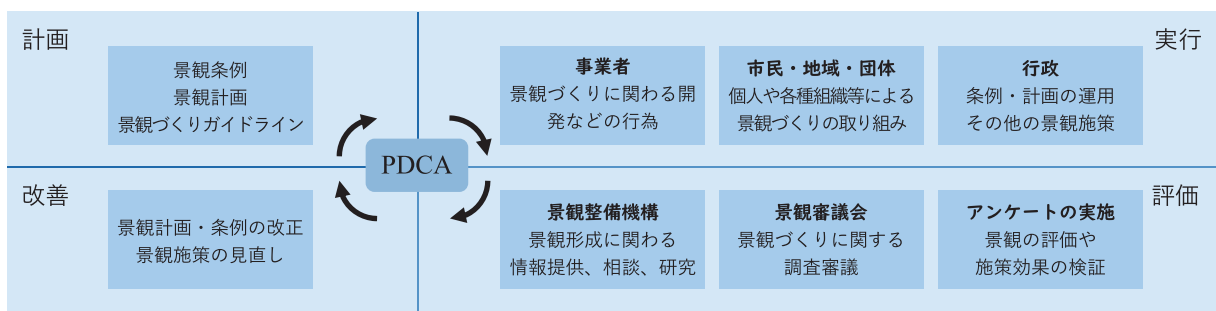 計画
景観条例
景観計画
景観づくりガイドライン
実行
事業者
景観づくりに関わる開
発などの行為
市民・地域・団体
個人や各種組織等による
景観づくりの取り組み
行政
条例・計画の運用
その他の景観施策
PDCA
改善
景観計画・条例の改正
景観施策の見直し
評価
景観整備機構
景観形成に関わる
情報提供、相談、研究
景観審議会
景観づくりに関する
調査審議
アンケートの実施
景観の評価や
施策効果の検証